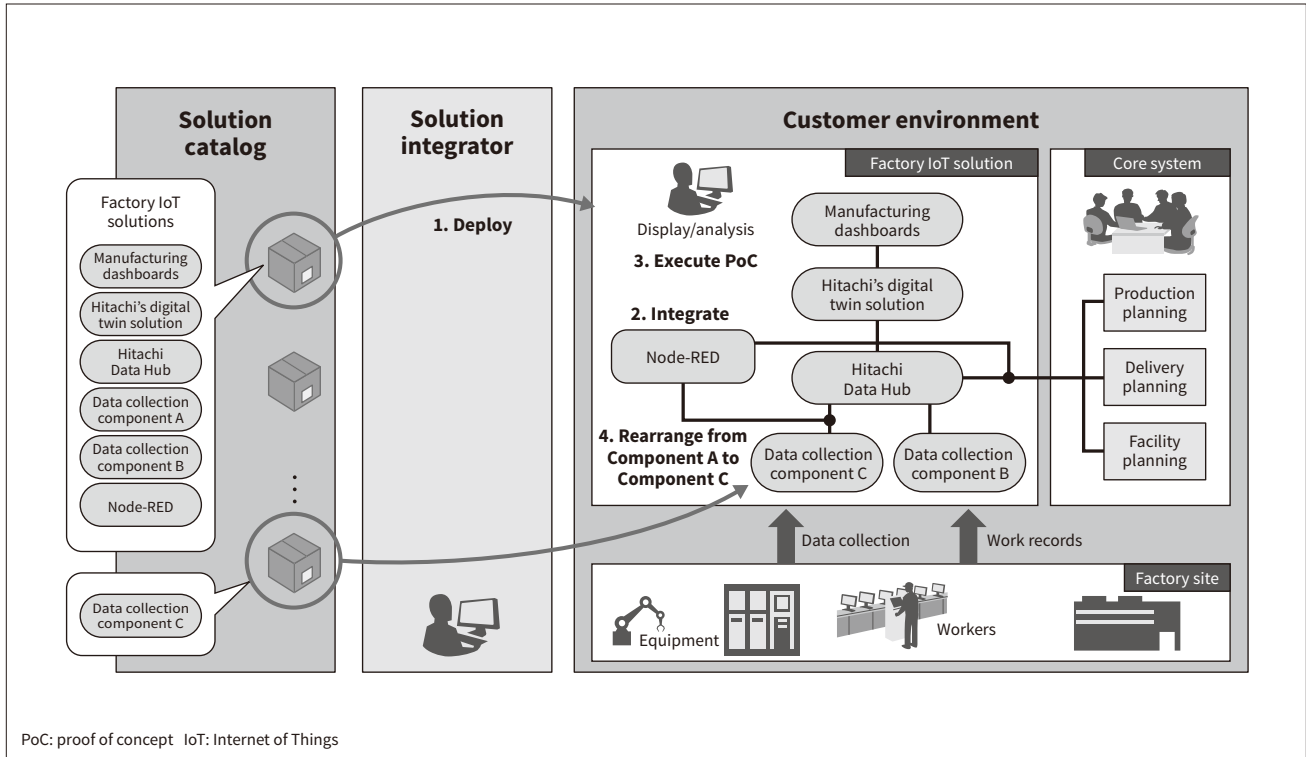 Solution
catalog
Factory IoT
solutions
Manufacturing
dashboards
Hitachi's digital
twin solution
Hitachi
Data Hub
Data collection
component A
Data collection
component B
Node-RED
Data collection
component C
Solution
integrator
1. Deploy
Customer environment
Factory IoT solution
Display/analysis
3. Execute PoC
2. Integrate
Manufacturing
dashboards
Hitachi's digital
twin solution
Node-RED
Hitachi
Data Hub
4. Rearrange from
Component A to
Component C
Data collection
component C
Data collection
component B
Core system
Production
planning
Delivery
planning
Facility
planning
Data collection
Work records
Factory site
Equipment
Workers
PoC: proof of concept IoT: Internet of Things